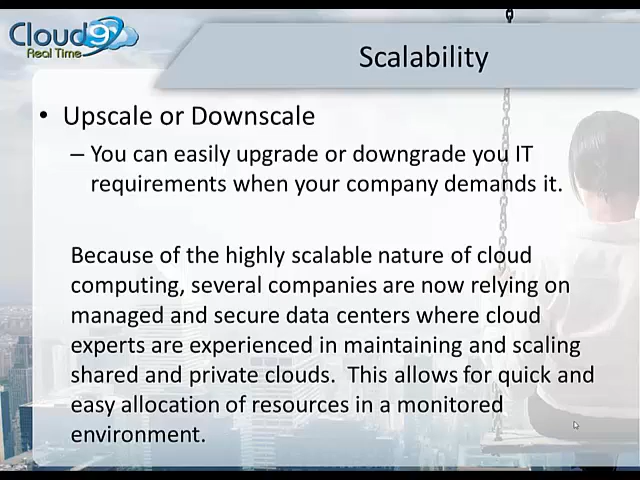 Cloud9
Real Time
Scalability
• Upscale or Downscale
– You can easily upgrade or downgrade you IT
requirements when your company demands it.
Because of the highly scalable nature of cloud
computing, several companies are now relying on
managed and secure data centers where cloud
experts are experienced in maintaining and scaling
shared and private clouds.  This allows for quick and
easy allocation of resources in a monitored
environment.